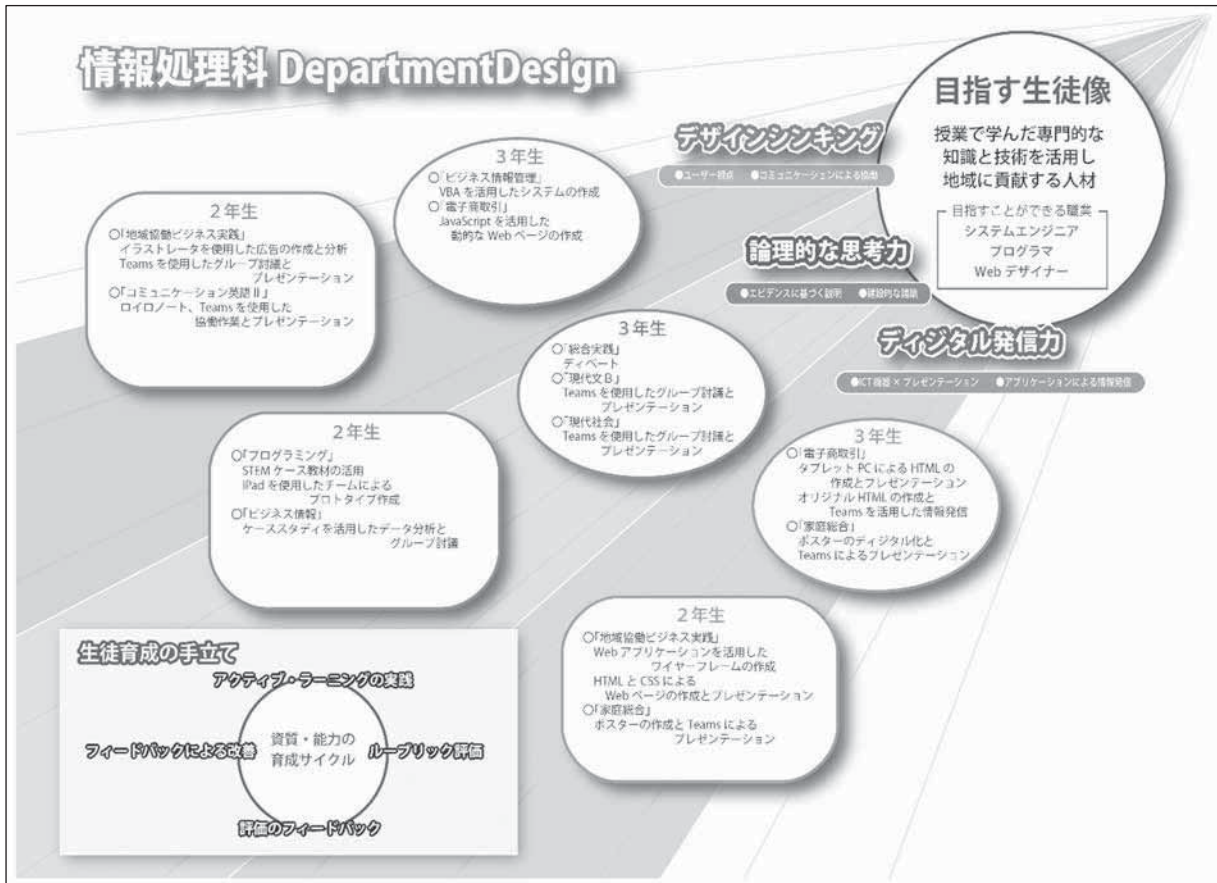 情報処理科 DepartmentDesign
目指す生徒像
授業で学んだ専門的な
知識と技術を活用し
地域に貢献する人材
目指すことができる職業
システムエンジニア
プログラマ
Web デザイナー
デザインシンキング
●ユーザー視点 ●コミュニケーションによる協働
論理的な思考力
●エビデンスに基づく説明 ●建設的な議論
ディジタル発信力
●ICT機器 × プレゼンテーション ●アプリケーションによる情報発信
3年生
○「ビジネス情報管理」
VBA を活用したシステムの作成
○「電子商取引」
JavaScript を活用した
動的な Web ページの作成
2年生
○「地域協働ビジネス実践」
イラストレータを使用した広告の作成と分析
Teams を使用したグループ討議と
プレゼンテーション
○「コミュニケーション英語Ⅱ」
ロイロノート、Teams を使用した
協働作業とプレゼンテーション
3年生
○「総合実践」
ディベート
○「現代文B」
Teams を使用したグループ討議と
プレゼンテーション
○「現代社会」
Teams を使用したグループ討議と
プレゼンテーション
2年生
○「プログラミング」
STEM ケース教材の活用
iPad を使用したチームによる
プロトタイプ作成
○「ビジネス情報」
ケーススタディを活用したデータ分析と
グループ討議
3年生
○「電子商取引」
タブレット PC による HTML の
作成とプレゼンテーション
オリジナル HTML の作成と
Teams を活用した情報発信
○「家庭総合」
ポスターのディジタル化と
Teams によるプレゼンテーション
2年生
○「地域協働ビジネス実践」
Web アプリケーションを活用した
ワイヤーフレームの作成
HTML と CSS による
Web ページの作成とプレゼンテーション
○「家庭総合」
ポスターの作成と Teams による
プレゼンテーション
生徒育成の手立て
アクティブ・ラーニングの実践
フィードバックによる改善
資質・能力の
育成サイクル
ルーブリック評価
評価のフィードバック